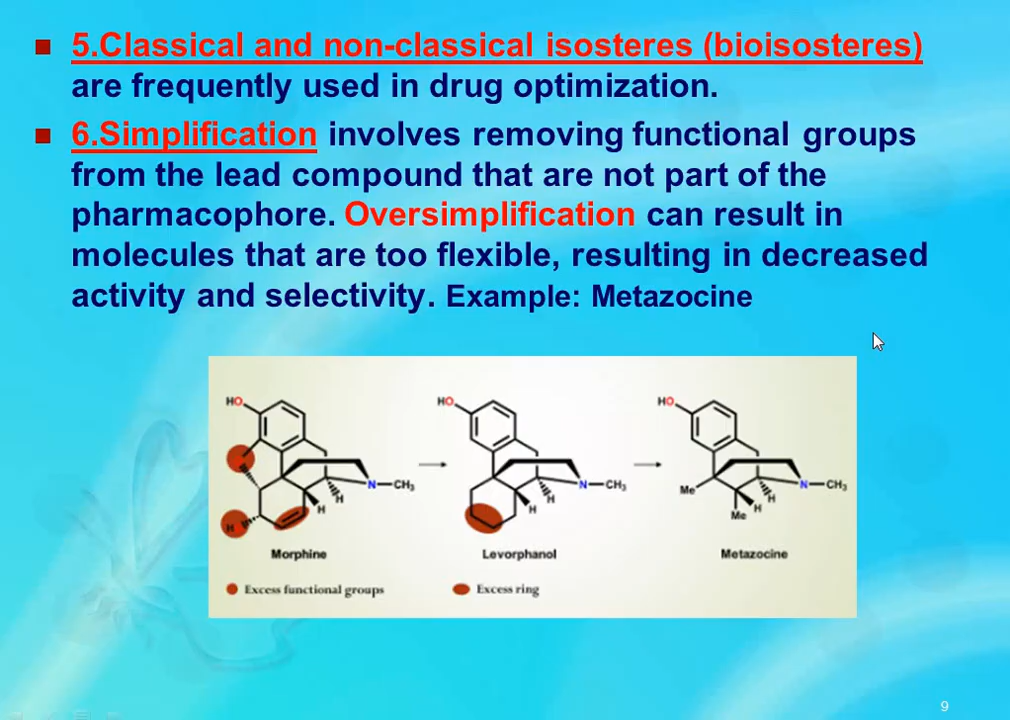 5.Classical and non-classical isosteres (bioisosteres)
are frequently used in drug optimization.
6.Simplification involves removing functional groups
from the lead compound that are not part of the
pharmacophore. Oversimplification can result in
molecules that are too flexible, resulting in decreased
activity and selectivity. Example: Metazocine
HO HO HO
N—CH₃ N—CH₃ N—CH₃
Me
H H H
H H H
Me
H
Morphine Levorphanol Metazocine
Excess functional groups Excess ring
9